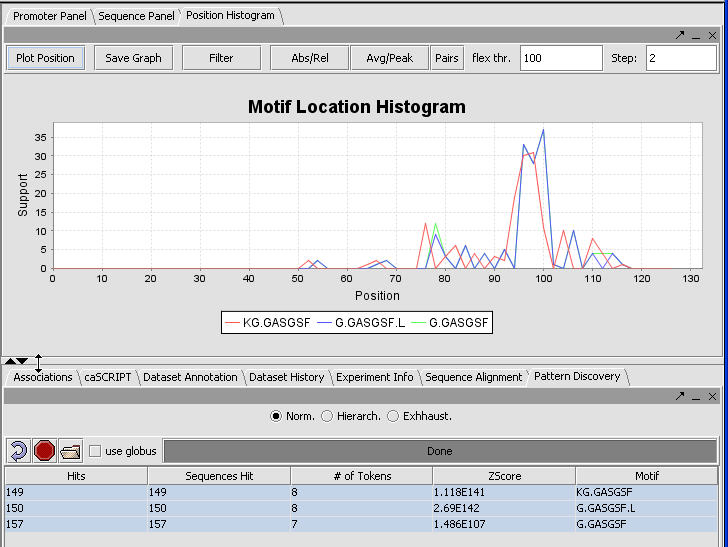 Promoter Panel Sequence Panel Position Histogram
Plot Position Save Graph Filter Abs/Rel Avg/Peak Pairs flex thr. 100 Step: 2
Motif Location Histogram
35
30
25
20
15
10
5
0
Support
0 10 20 30 40 50 60 70 80 90 100 110 120 130
Position
KG.GASGSF G.GASGSF.L G.GASGSF
Associations caSCRIPT Dataset Annotation Dataset History Experiment Info Sequence Alignment Pattern Discovery
Norm. Hierarch. Exhhaust.
use globus Done
Hits Sequences Hit # of Tokens ZScore Motif
149 149 8 1.118E141 KG.GASGSF
150 150 8 2.69E142 G.GASGSF.L
157 157 7 1.486E107 G.GASGSF